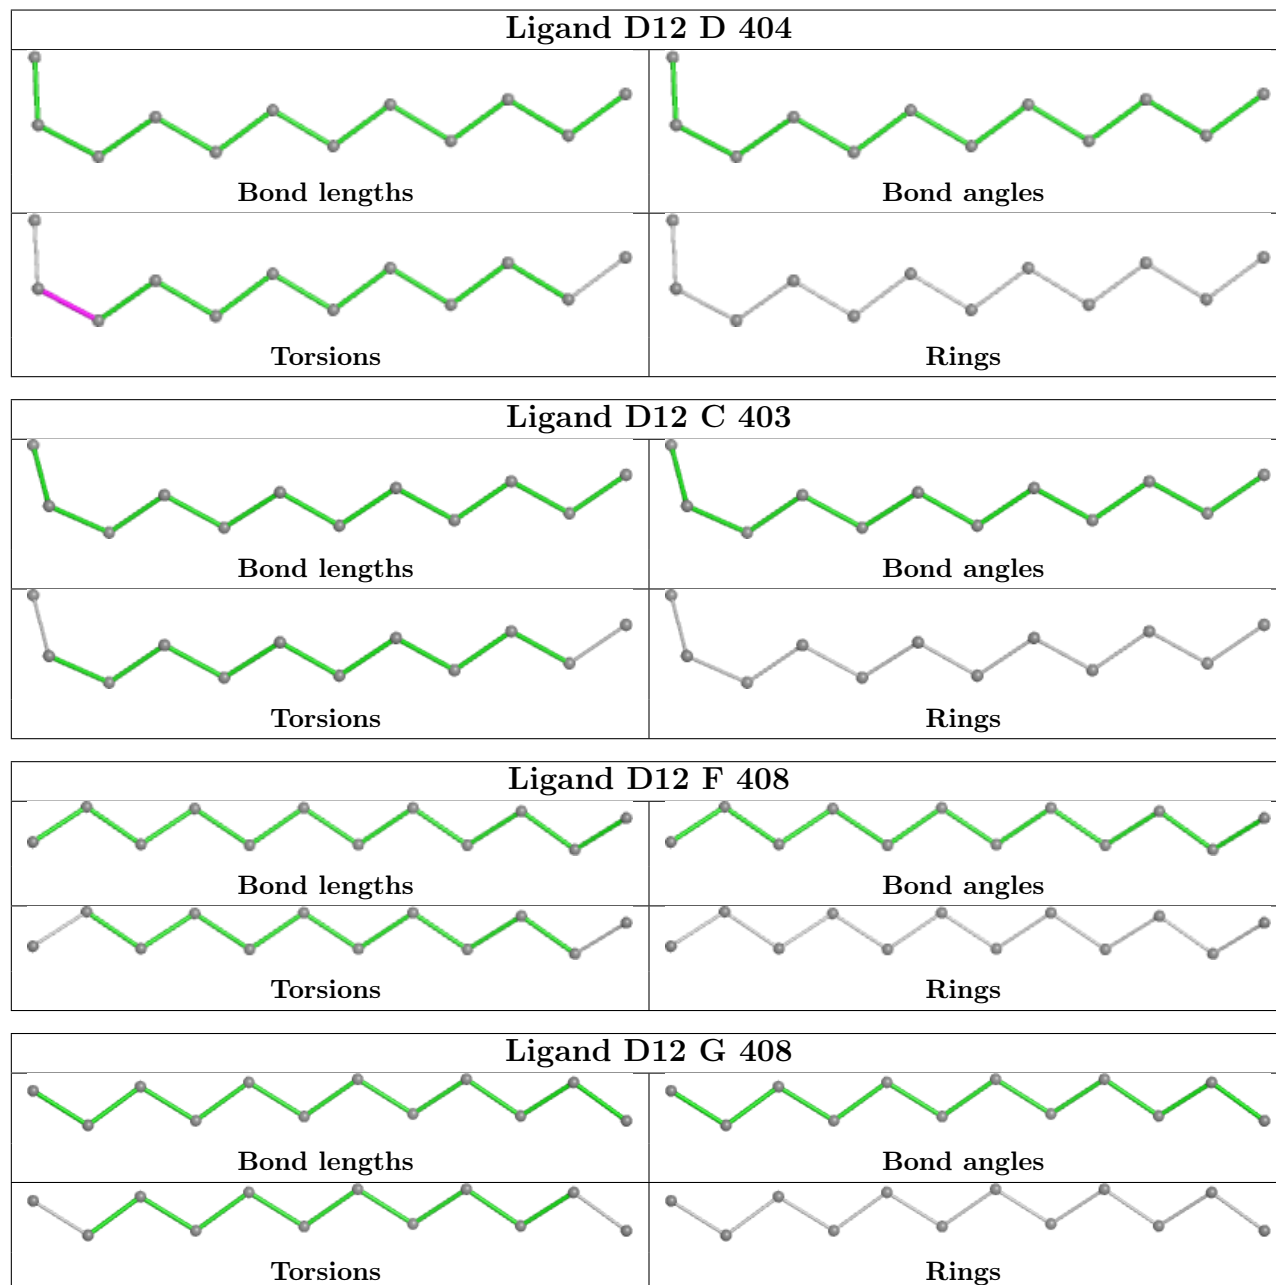 Ligand D12 D 404
Bond lengths
Bond angles
Torsions
Rings
Ligand D12 C 403
Bond lengths
Bond angles
Torsions
Rings
Ligand D12 F 408
Bond lengths
Bond angles
Torsions
Rings
Ligand D12 G 408
Bond lengths
Bond angles
Torsions
Rings